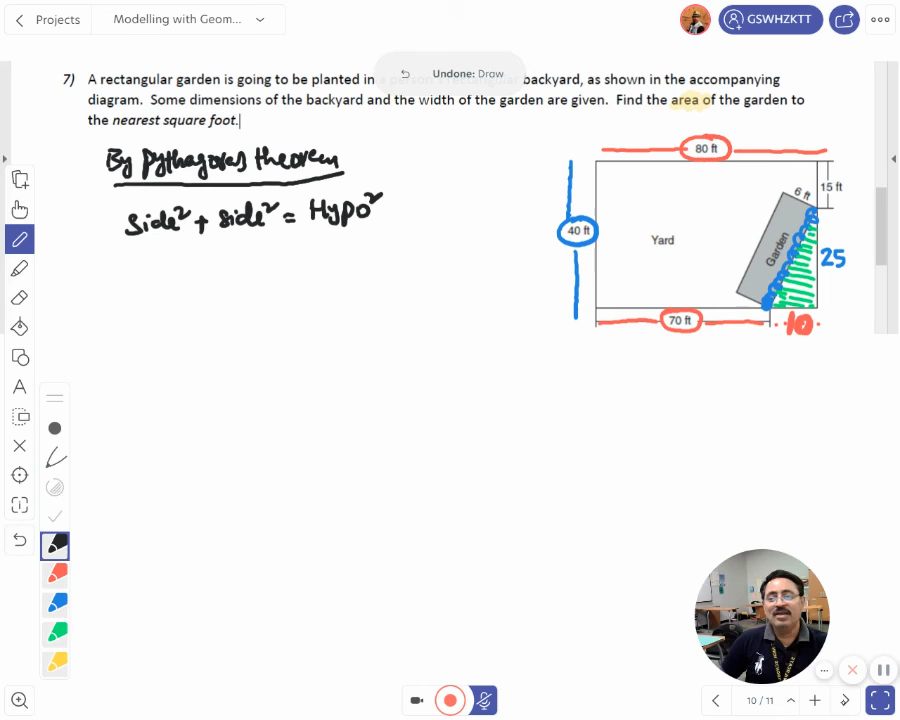 Projects
Modelling with Geom...
GSWHZKTT
Undone: Draw
7) A rectangular garden is going to be planted in a backyard, as shown in the accompanying
diagram. Some dimensions of the backyard and the width of the garden are given. Find the area of the garden to
the nearest square foot.
By pythagoras theorem
Side² + Side² = Hypo²
80 ft
15 ft
6 ft
40 ft
Yard
Garden
25
70 ft
10
A
10 / 11